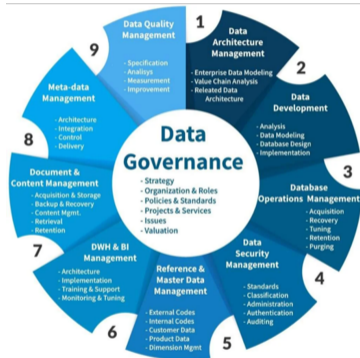 Data
Governance
- Strategy
- Organization & Roles
- Policies & Standards
- Projects & Services
- Issues
- Valuation
1
Data
Architecture
Management
- Enterprise Data Modeling
- Value Chain Analysis
- Releated Data
Architecture
2
Data
Development
- Analysis
- Data Modeling
- Database Design
- Implementation
3
Database
Operations Management
- Acquisition
- Recovery
- Tuning
- Retention
- Purging
4
Data
Security
Management
- Standards
- Classification
- Administration
- Authentication
- Auditing
5
Reference &
Master Data
Management
- External Codes
- Internal Codes
- Customer Data
- Product Data
- Dimension Mgmt
6
DWH & BI
Management
- Architecture
- Implementation
- Training & Support
- Monitoring & Tuning
7
Document &
Content Management
- Acquisition & Storage
- Backup & Recovery
- Content Mgmt.
- Retrieval
- Retention
8
Meta-data
Management
- Architecture
- Integration
- Control
- Delivery
9
Data Quality
Management
- Specification
- Analisys
- Measurement
- Improvement